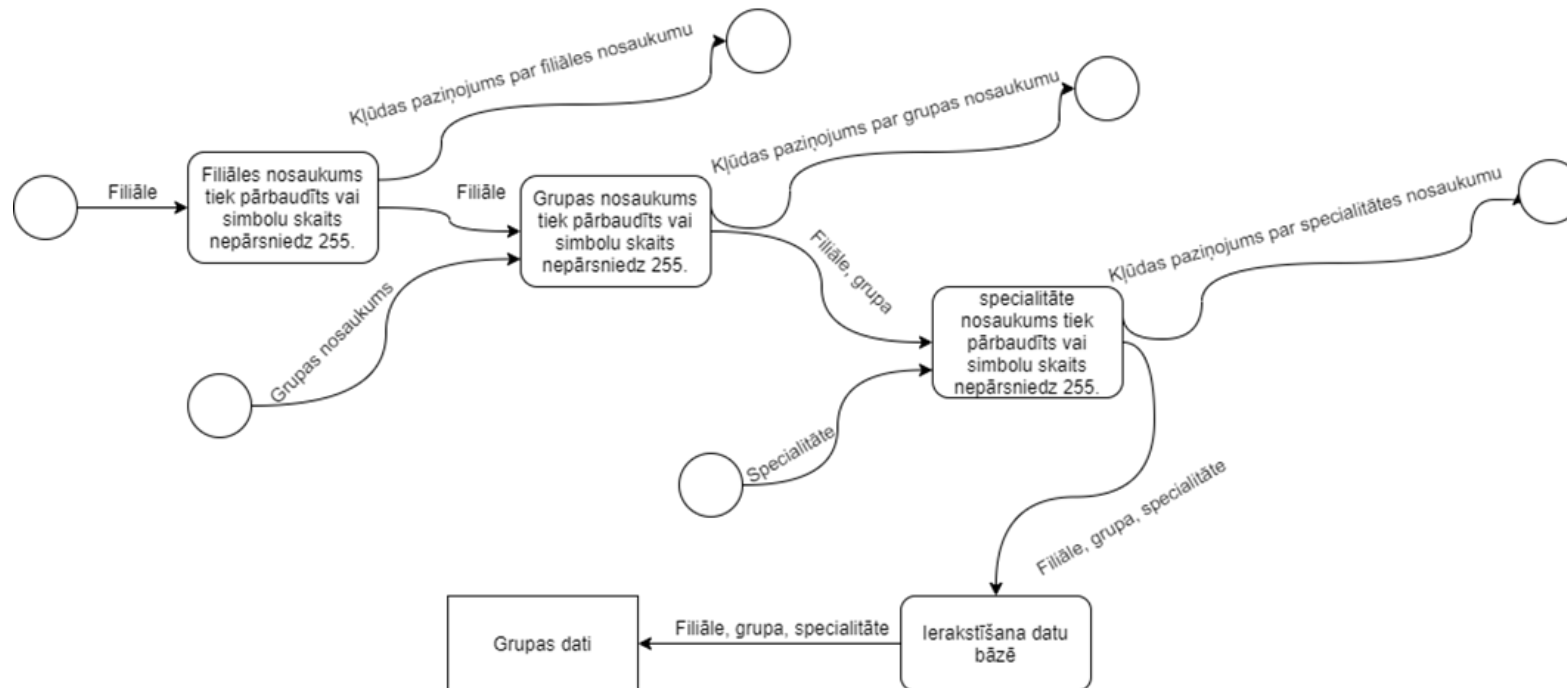 Kļūdas paziņojums par filiāles nosaukumu
Filiāle
Filiāles nosaukums
tiek pārbaudīts vai
simbolu skaits
nepārsniedz 255.
Filiāle
Kļūdas paziņojums par grupas nosaukumu
Grupas nosaukums
tiek pārbaudīts vai
simbolu skaits
nepārsniedz 255.
Grupas nosaukums
Filiāle, grupa
Kļūdas paziņojums par specialitātes nosaukumu
specialitāte
nosaukums tiek
pārbaudīts vai
simbolu skaits
nepārsniedz 255.
Specialitāte
Filiāle, grupa, specialitāte
Ierakstīšana datu
bāzē
Filiāle, grupa, specialitāte
Grupas dati